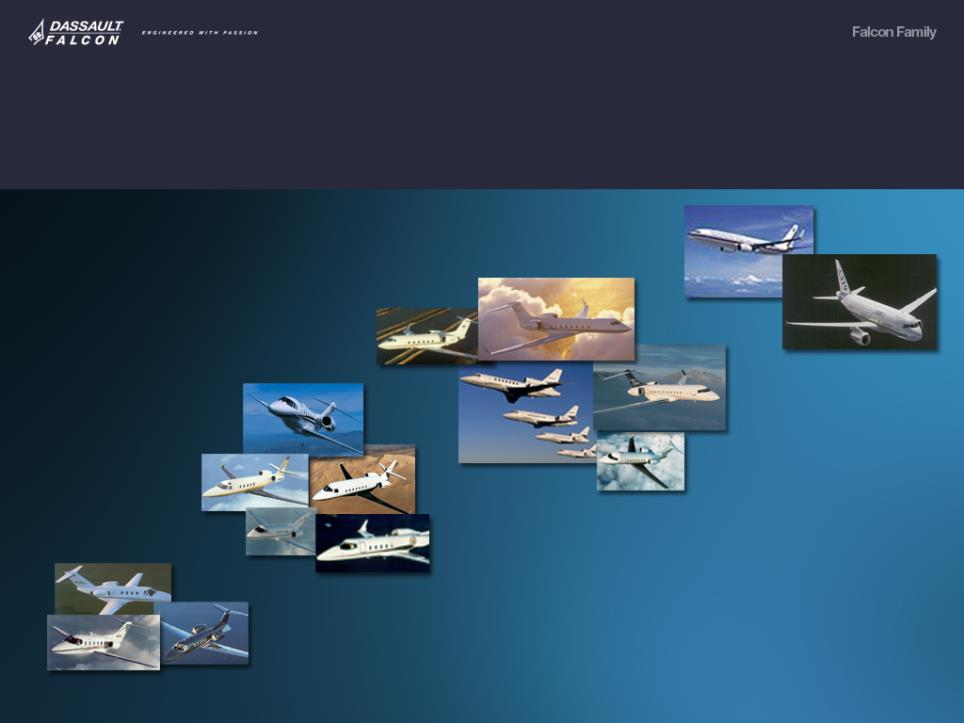 DASSAULT
FALCON
ENGINEERED WITH PASSION
Falcon Family